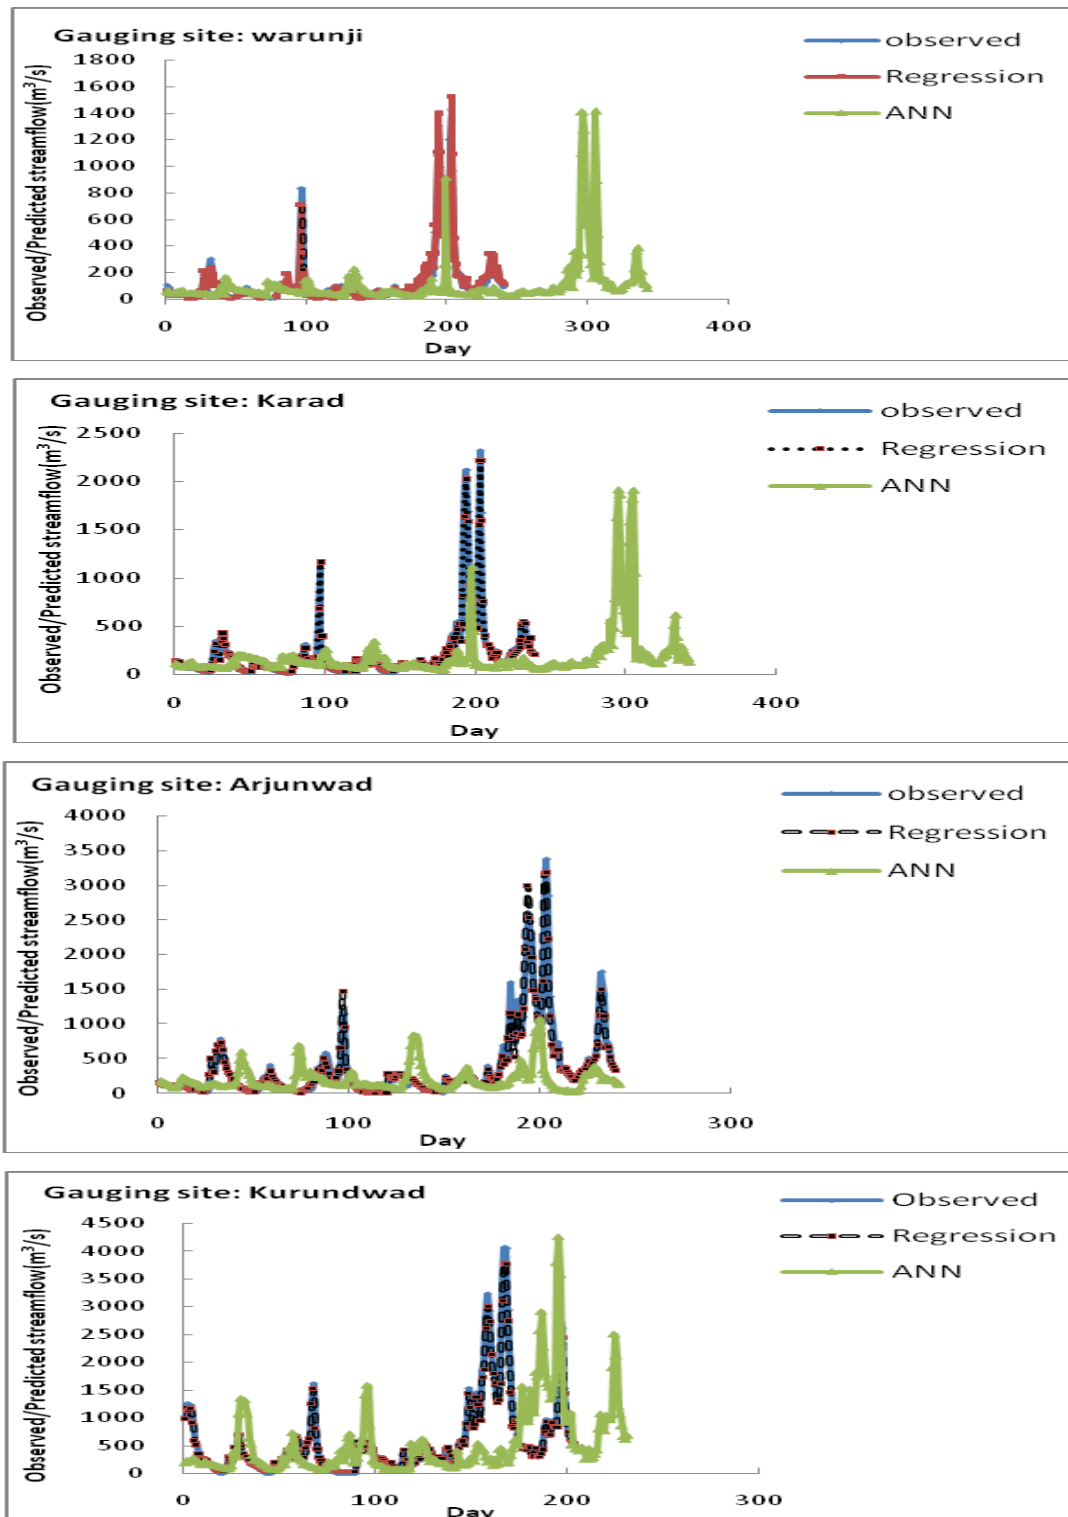 Gauging site: warunji
Observed/Predicted streamflow(m³/s)
1800
1600
1400
1200
1000
800
600
400
200
0
0 100 200 300 400
Day
observed
Regression
ANN
Gauging site: Karad
Observed/Predicted streamflow(m³/s)
2500
2000
1500
1000
500
0
0 100 200 300 400
Day
observed
Regression
ANN
Gauging site: Arjunwad
Observed/Predicted streamflow(m³/s)
4000
3500
3000
2500
2000
1500
1000
500
0
0 100 200 300
Day
observed
Regression
ANN
Gauging site: Kurundwad
Observed/Predicted streamflow(m³/s)
4500
4000
3500
3000
2500
2000
1500
1000
500
0
0 100 200 300
Day
Observed
Regression
ANN